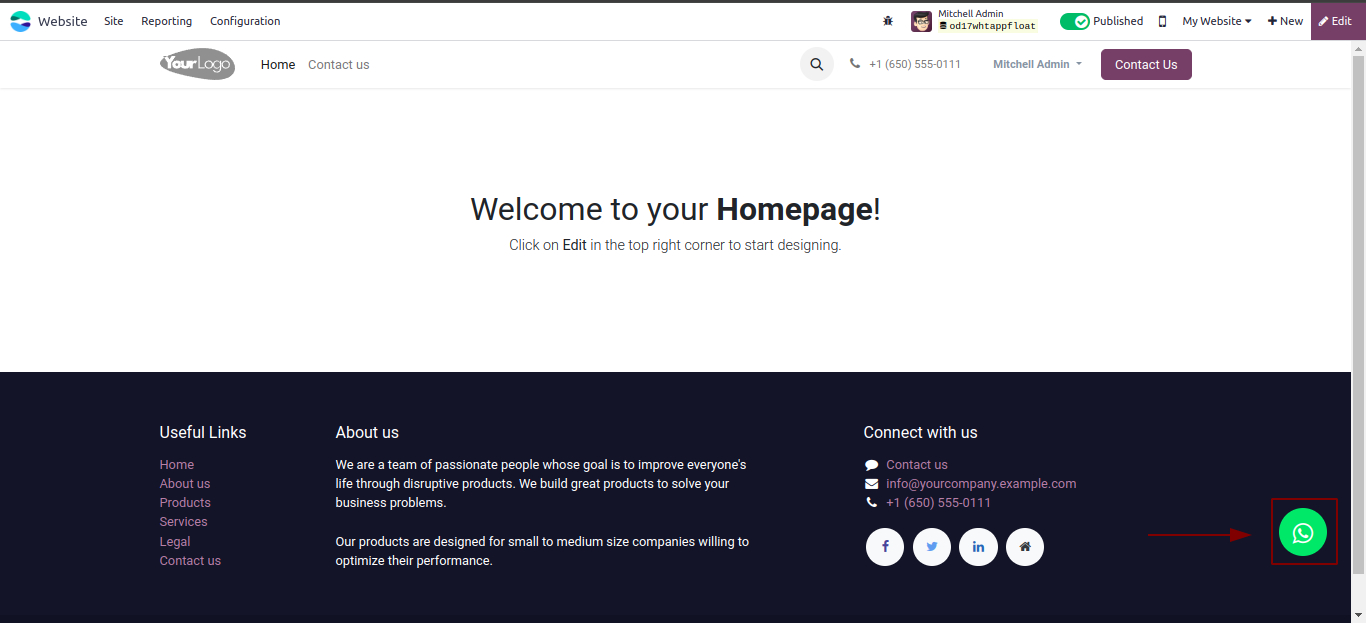 Website Site Reporting Configuration Mitchell Admin Published My Website New Edit
od17whtappfloat
YourLogo Home Contact us +1 (650) 555-0111 Mitchell Admin Contact Us
Welcome to your Homepage!
Click on Edit in the top right corner to start designing.
Useful Links
Home
About us
Products
Services
Legal
Contact us
About us
We are a team of passionate people whose goal is to improve everyone's
life through disruptive products. We build great products to solve your
business problems.
Our products are designed for small to medium size companies willing to
optimize their performance.
Connect with us
Contact us
info@yourcompany.example.com
+1 (650) 555-0111